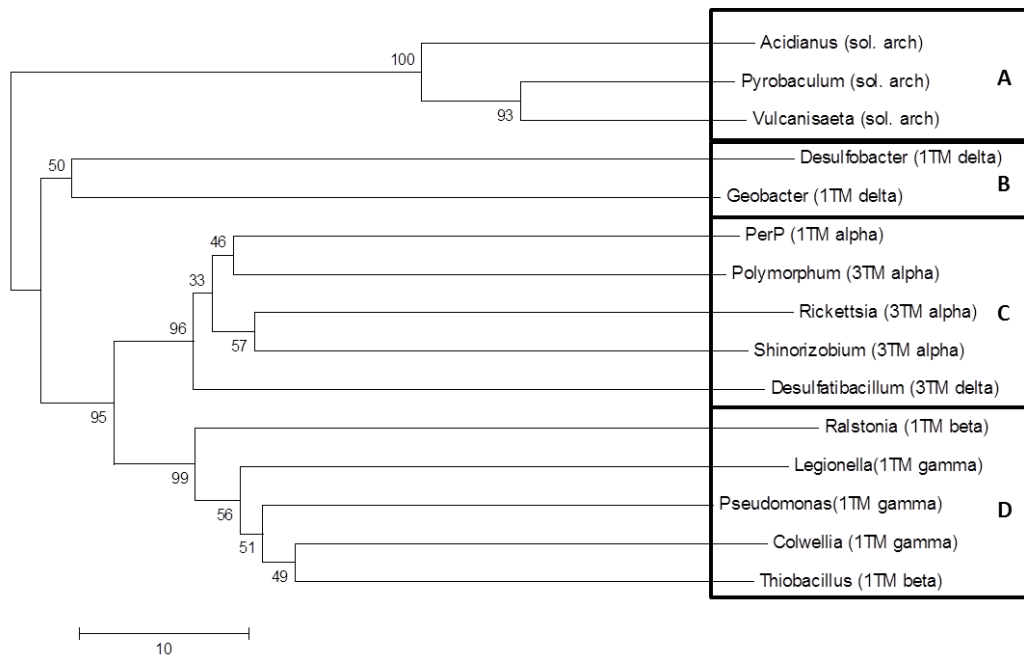 Acidianus (sol. arch)
100
Pyrobaculum (sol. arch)
A
93
Vulcanisaeta (sol. arch)
Desulfobacter (1TM delta)
50
B
Geobacter (1TM delta)
PerP (1TM alpha)
46
Polymorphum (3TM alpha)
33
Rickettsia (3TM alpha)
C
96
57
Shinorizobium (3TM alpha)
Desulfatibacillum (3TM delta)
95
Ralstonia (1TM beta)
Legionella(1TM gamma)
99
Pseudomonas(1TM gamma)
D
56
Colwellia (1TM gamma)
51
49
Thiobacillus (1TM beta)
10